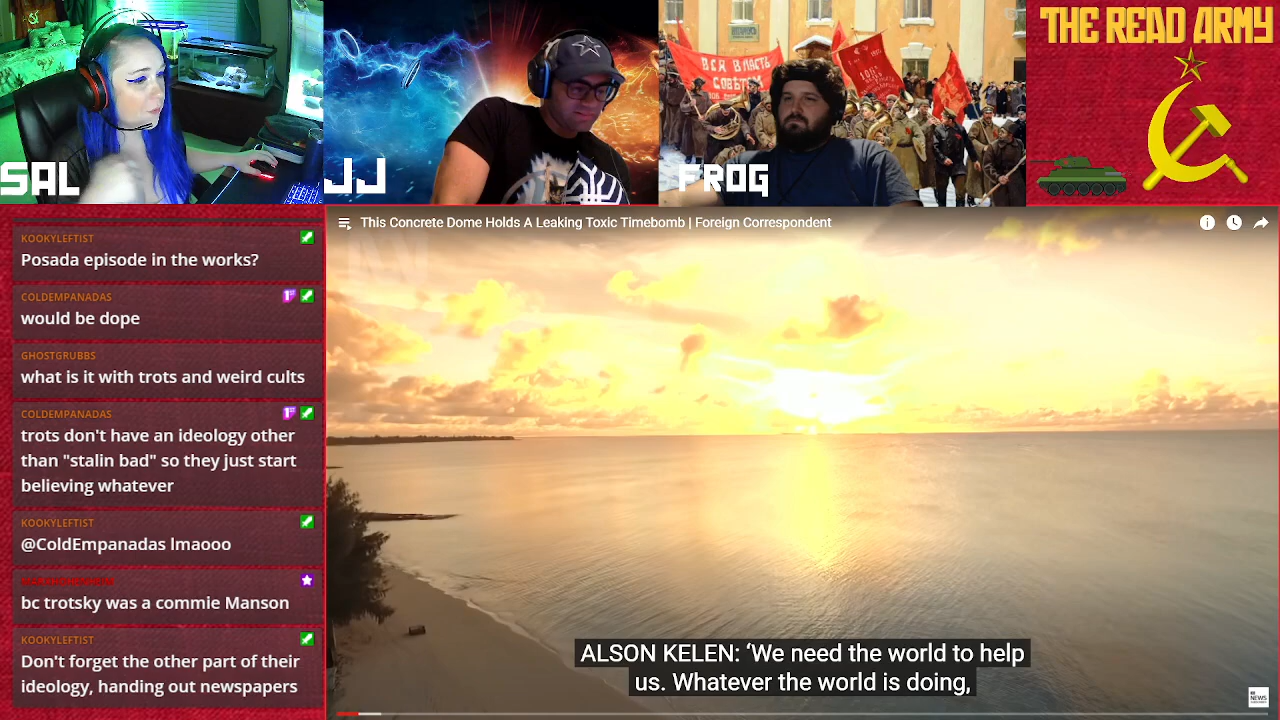 THE READ ARMY
ВСЯ ВЛАСТЬ
СОВѢТАМ
SAL
JJ
FROG
KOOKYLEFTIST
Posada episode in the works?
COLDEMPANADAS
would be dope
GHOSTGRUBBS
what is it with trots and weird cults
COLDEMPANADAS
trots don't have an ideology other
than "stalin bad" so they just start
believing whatever
KOOKYLEFTIST
@ColdEmpanadas lmaooo
bc trotsky was a commie Manson
KOOKYLEFTIST
Don't forget the other part of their
ideology, handing out newspapers
This Concrete Dome Holds A Leaking Toxic Timebomb | Foreign Correspondent
ALSON KELEN: ‘We need the world to help
us. Whatever the world is doing,
NEWS